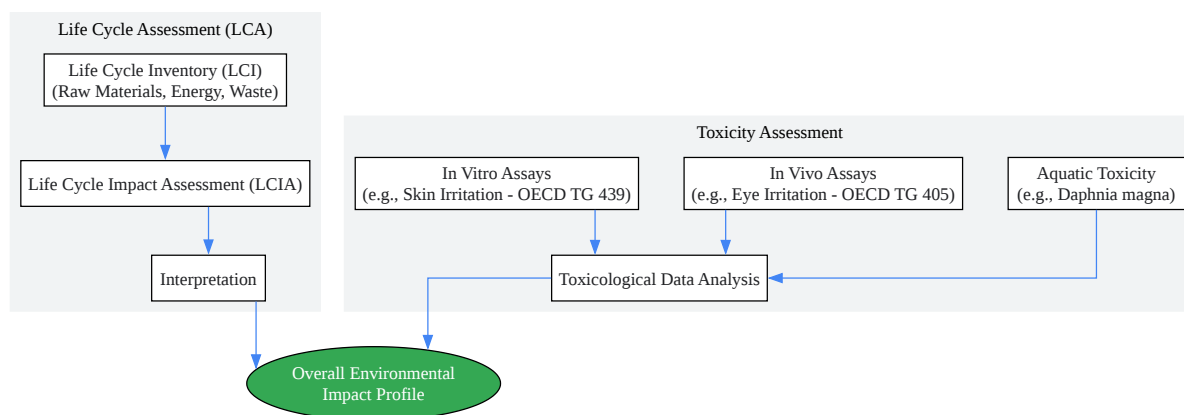 Life Cycle Assessment (LCA)
Life Cycle Inventory (LCI)
(Raw Materials, Energy, Waste)
Life Cycle Impact Assessment (LCIA)
Interpretation
Toxicity Assessment
In Vitro Assays
(e.g., Skin Irritation - OECD TG 439)
In Vivo Assays
(e.g., Eye Irritation - OECD TG 405)
Aquatic Toxicity
(e.g., Daphnia magna)
Toxicological Data Analysis
Overall Environmental
Impact Profile